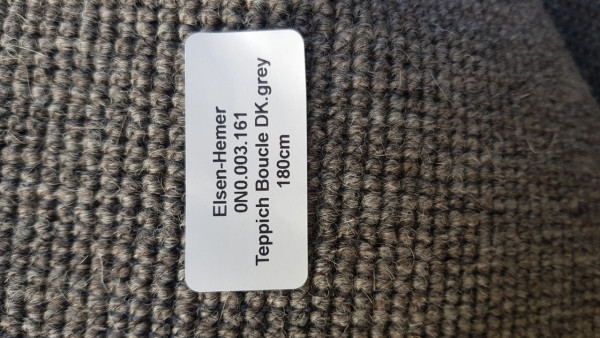 Elsen-Hemer
0N0.003.161
Teppich Boucle DK.grey
180cm